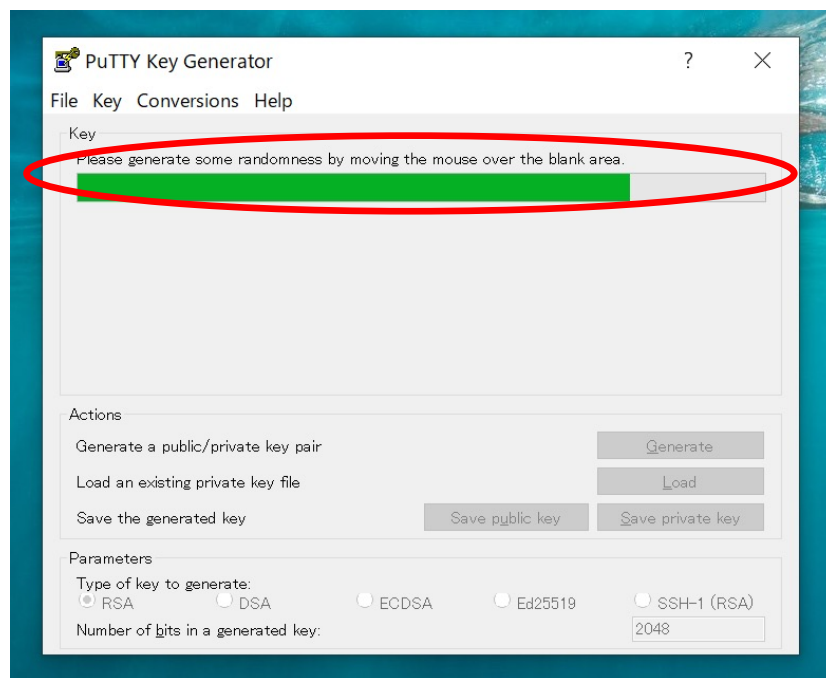 PuTTY Key Generator
?
File Key Conversions Help
Key
Please generate some randomness by moving the mouse over the blank area.
Actions
Generate a public/private key pair
Generate
Load an existing private key file
Load
Save the generated key
Save public key
Save private key
Parameters
Type of key to generate:
RSA DSA ECDSA Ed25519 SSH-1 (RSA)
Number of bits in a generated key:
2048